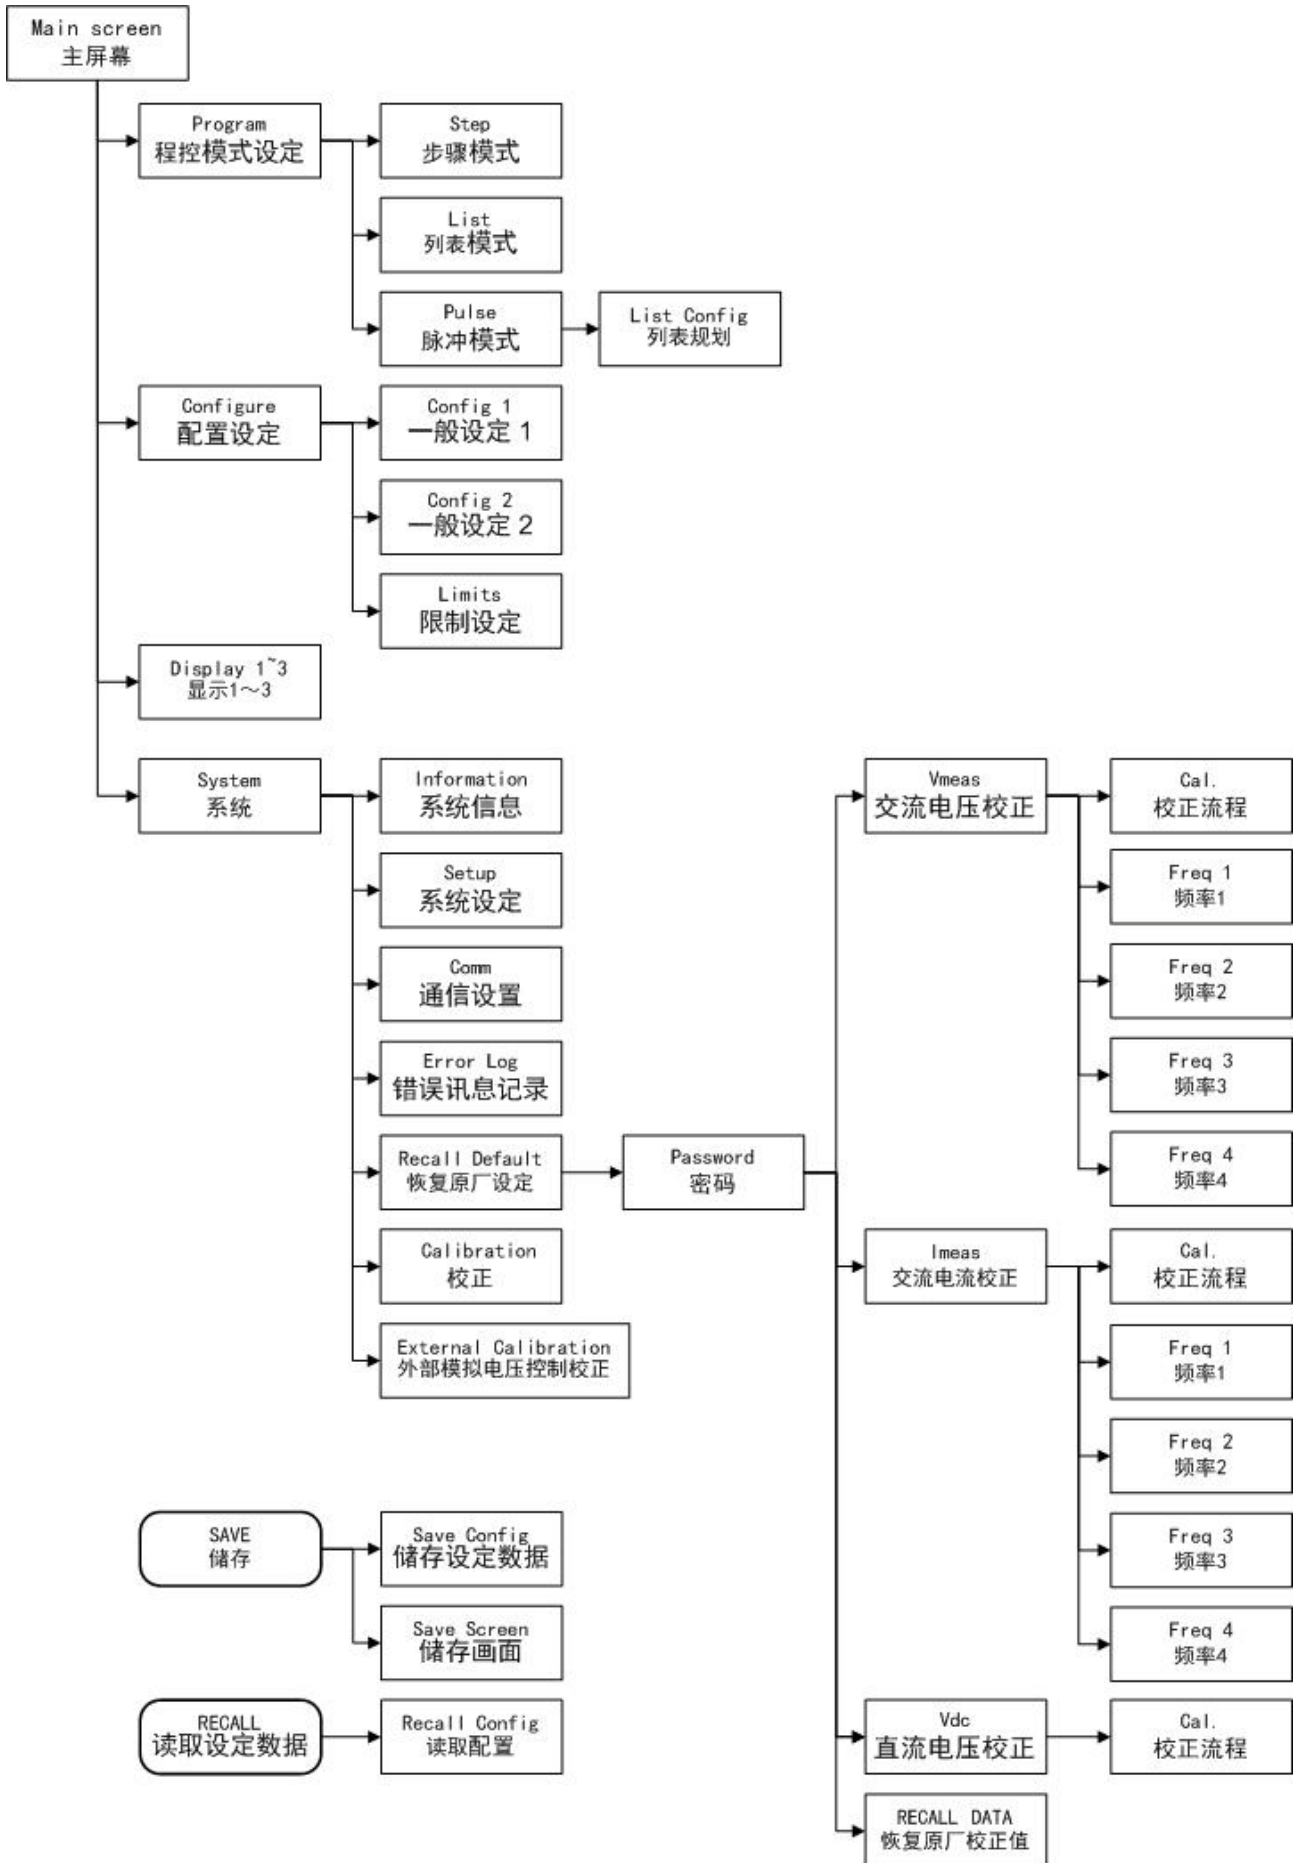 Main screen
主屏幕
Program
程控模式设定
Step
步骤模式
List
列表模式
Pulse
脉冲模式
List Config
列表规划
Configure
配置设定
Config 1
一般设定 1
Config 2
一般设定 2
Limits
限制设定
Display 1~3
显示1～3
System
系统
Information
系统信息
Setup
系统设定
Comm
通信设置
Error Log
错误讯息记录
Recall Default
恢复原厂设定
Password
密码
Calibration
校正
External Calibration
外部模拟电压控制校正
Vmeas
交流电压校正
Cal.
校正流程
Freq 1
频率1
Freq 2
频率2
Freq 3
频率3
Freq 4
频率4
Imeas
交流电流校正
Cal.
校正流程
Freq 1
频率1
Freq 2
频率2
Freq 3
频率3
Freq 4
频率4
Vdc
直流电压校正
Cal.
校正流程
RECALL DATA
恢复原厂校正值
SAVE
储存
Save Config
储存设定数据
Save Screen
储存画面
RECALL
读取设定数据
Recall Config
读取配置